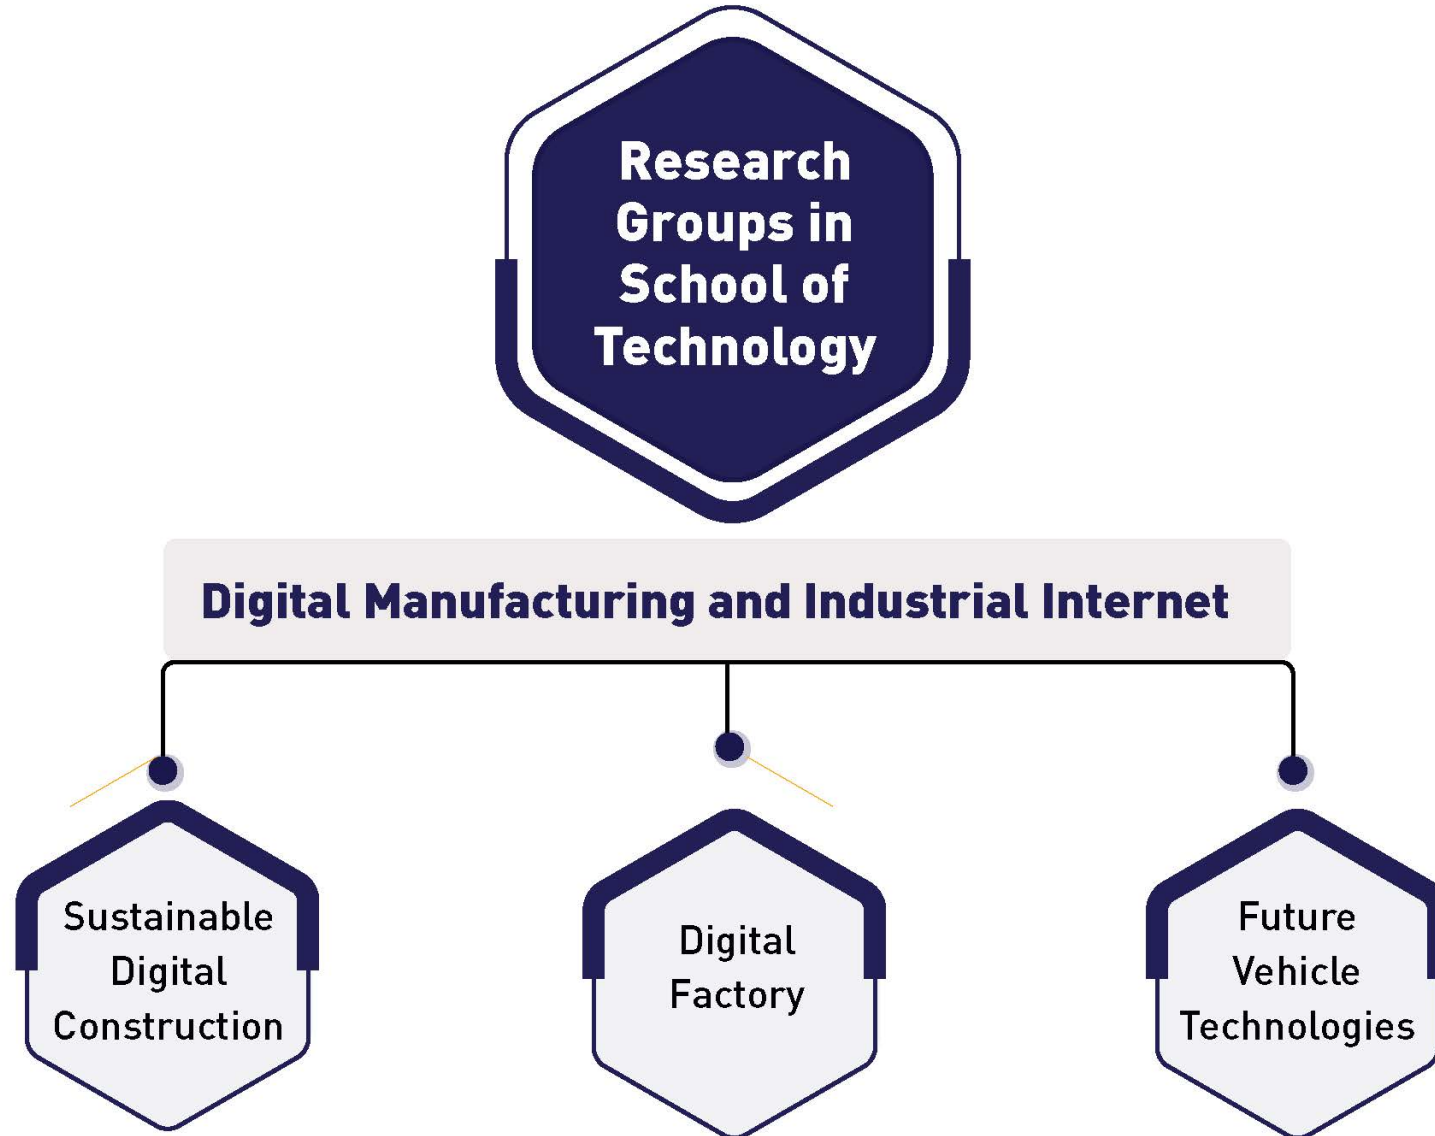 Research
Groups in
School of
Technology
Digital Manufacturing and Industrial Internet
Sustainable
Digital
Construction
Digital
Factory
Future
Vehicle
Technologies